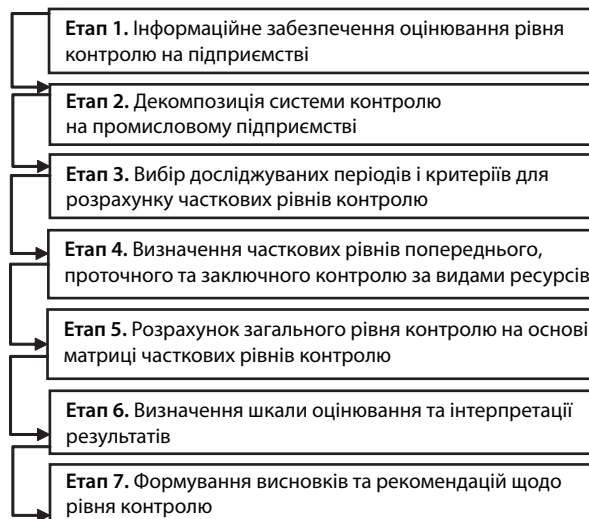 Етап 1. Інформаційне забезпечення оцінювання рівня
контролю на підприємстві
Етап 2. Декомпозиція системи контролю
на промисловому підприємстві
Етап 3. Вибір досліджуваних періодів і критеріїв для
розрахунку часткових рівнів контролю
Етап 4. Визначення часткових рівнів попереднього,
проточного та заключного контролю за видами ресурсів
Етап 5. Розрахунок загального рівня контролю на основі
матриці часткових рівнів контролю
Етап 6. Визначення шкали оцінювання та інтерпретації
результатів
Етап 7. Формування висновків та рекомендацій щодо
рівня контролю